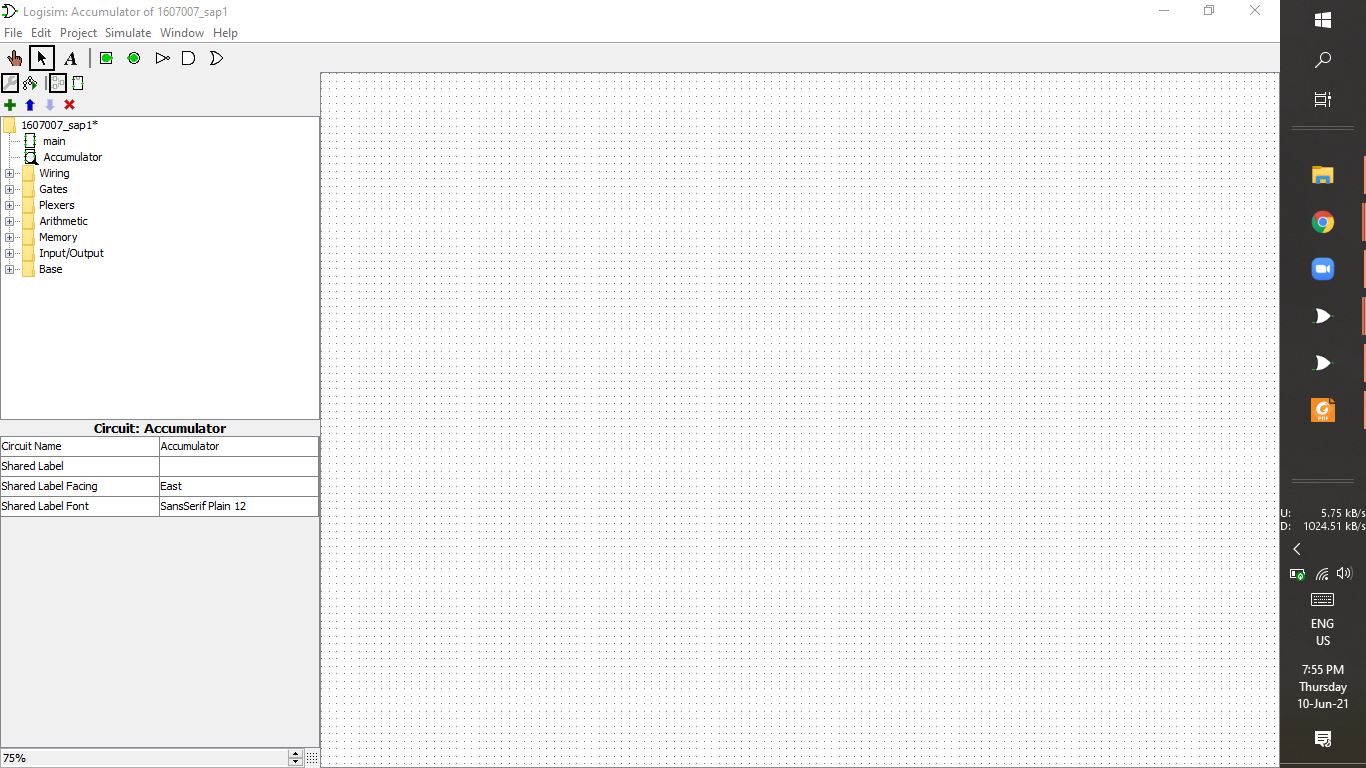 Logisim: Accumulator of 1607007_sap1
File Edit Project Simulate Window Help
A
1607007_sap1*
main
Accumulator
Wiring
Gates
Plexers
Arithmetic
Memory
Input/Output
Base
Circuit: Accumulator
Circuit Name Accumulator
Shared Label
Shared Label Facing East
Shared Label Font SansSerif Plain 12
75%
PDF
U: 5.75 kB/s
D: 1024.51 kB/s
ENG
US
7:55 PM
Thursday
10-Jun-21